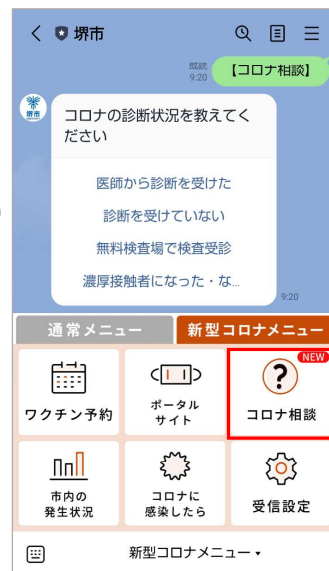 堺市
既読
9:20
【コロナ相談】
堺市
コロナの診断状況を教えてく
ださい
医師から診断を受けた
診断を受けていない
無料検査場で検査受診
濃厚接触者になった・な...
9:20
通常メニュー
新型コロナメニュー
ワクチン予約
ポータル
サイト
NEW
?
コロナ相談
市内の
発生状況
コロナに
感染したら
受信設定
新型コロナメニュー